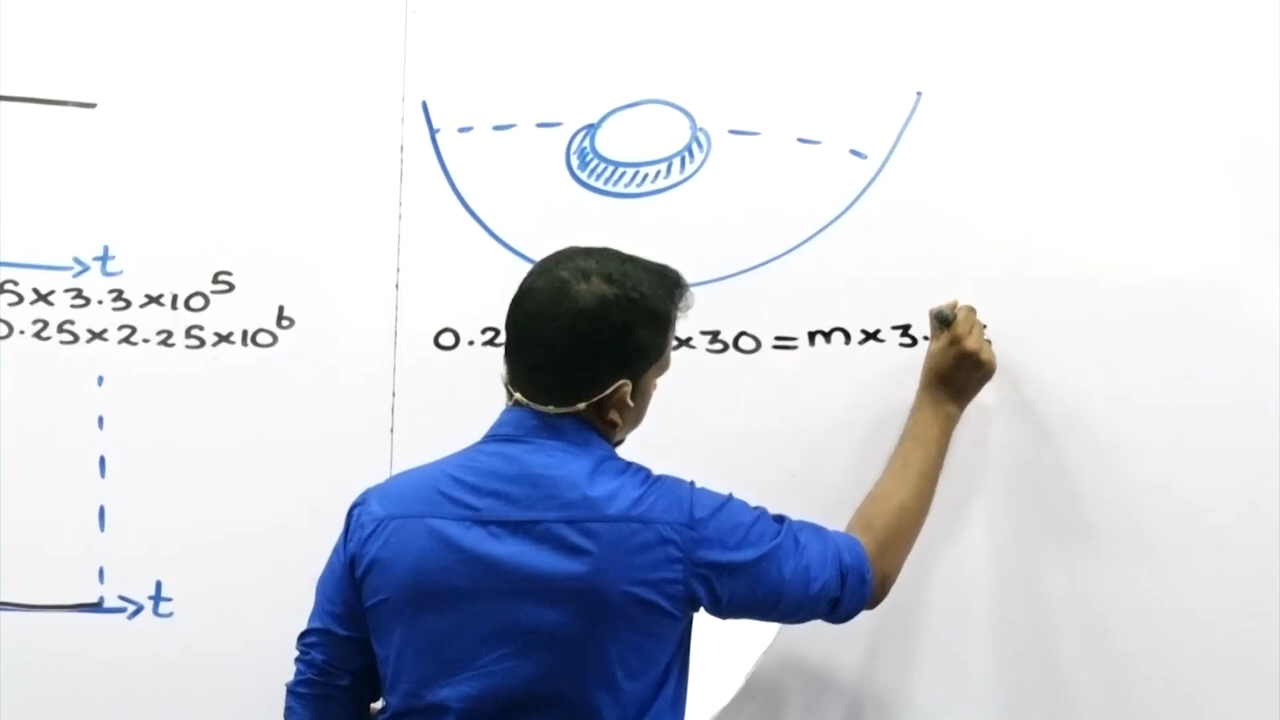 t
5×3.3×10⁵
0.25×2.25×10⁶
t
0.2 ×30=m×3.